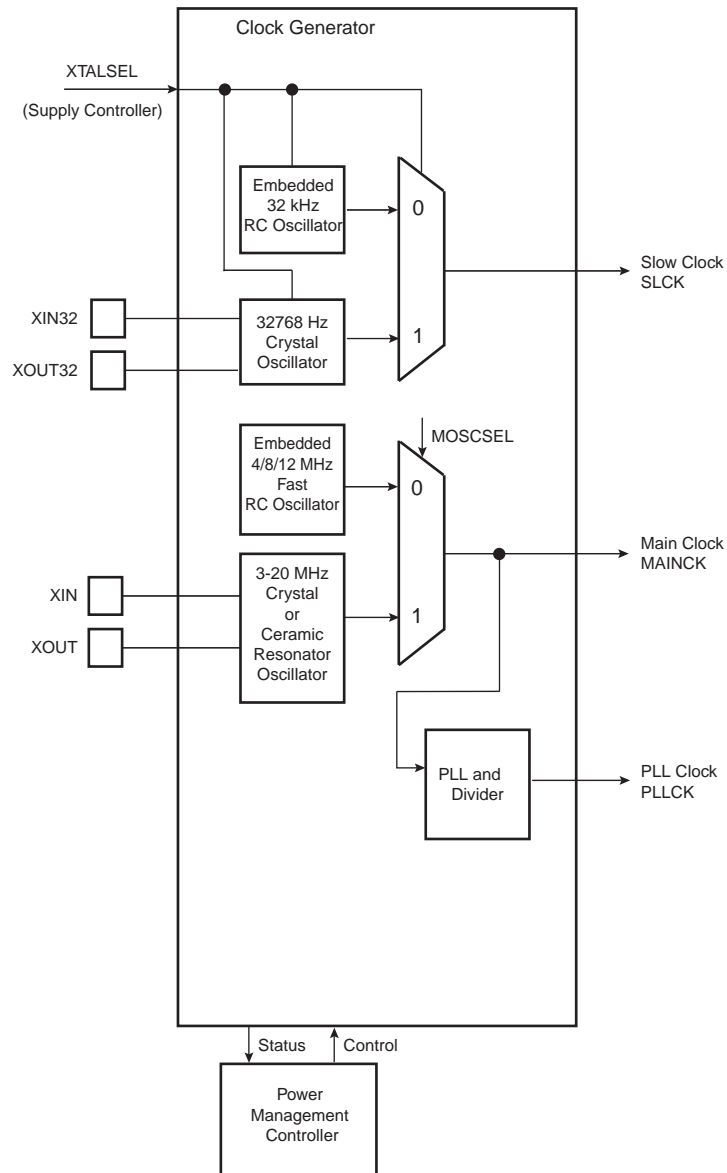 Clock Generator
XTALSEL
(Supply Controller)
Embedded
32 kHz
RC Oscillator
0
Slow Clock
SLCK
XIN32
32768 Hz
Crystal
Oscillator
1
XOUT32
MOSCSEL
Embedded
4/8/12 MHz
Fast
RC Oscillator
0
Main Clock
MAINCK
XIN
3-20 MHz
Crystal
or
Ceramic
Resonator
Oscillator
1
XOUT
PLL and
Divider
PLL Clock
PLLCK
Status
Control
Power
Management
Controller